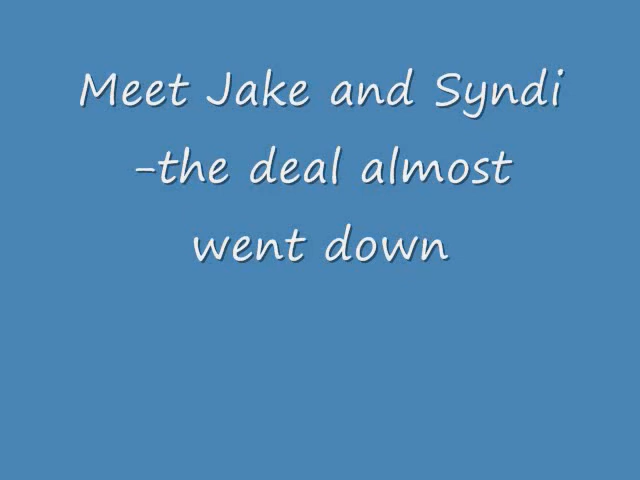 Meet Jake and Syndi
-the deal almost
went down